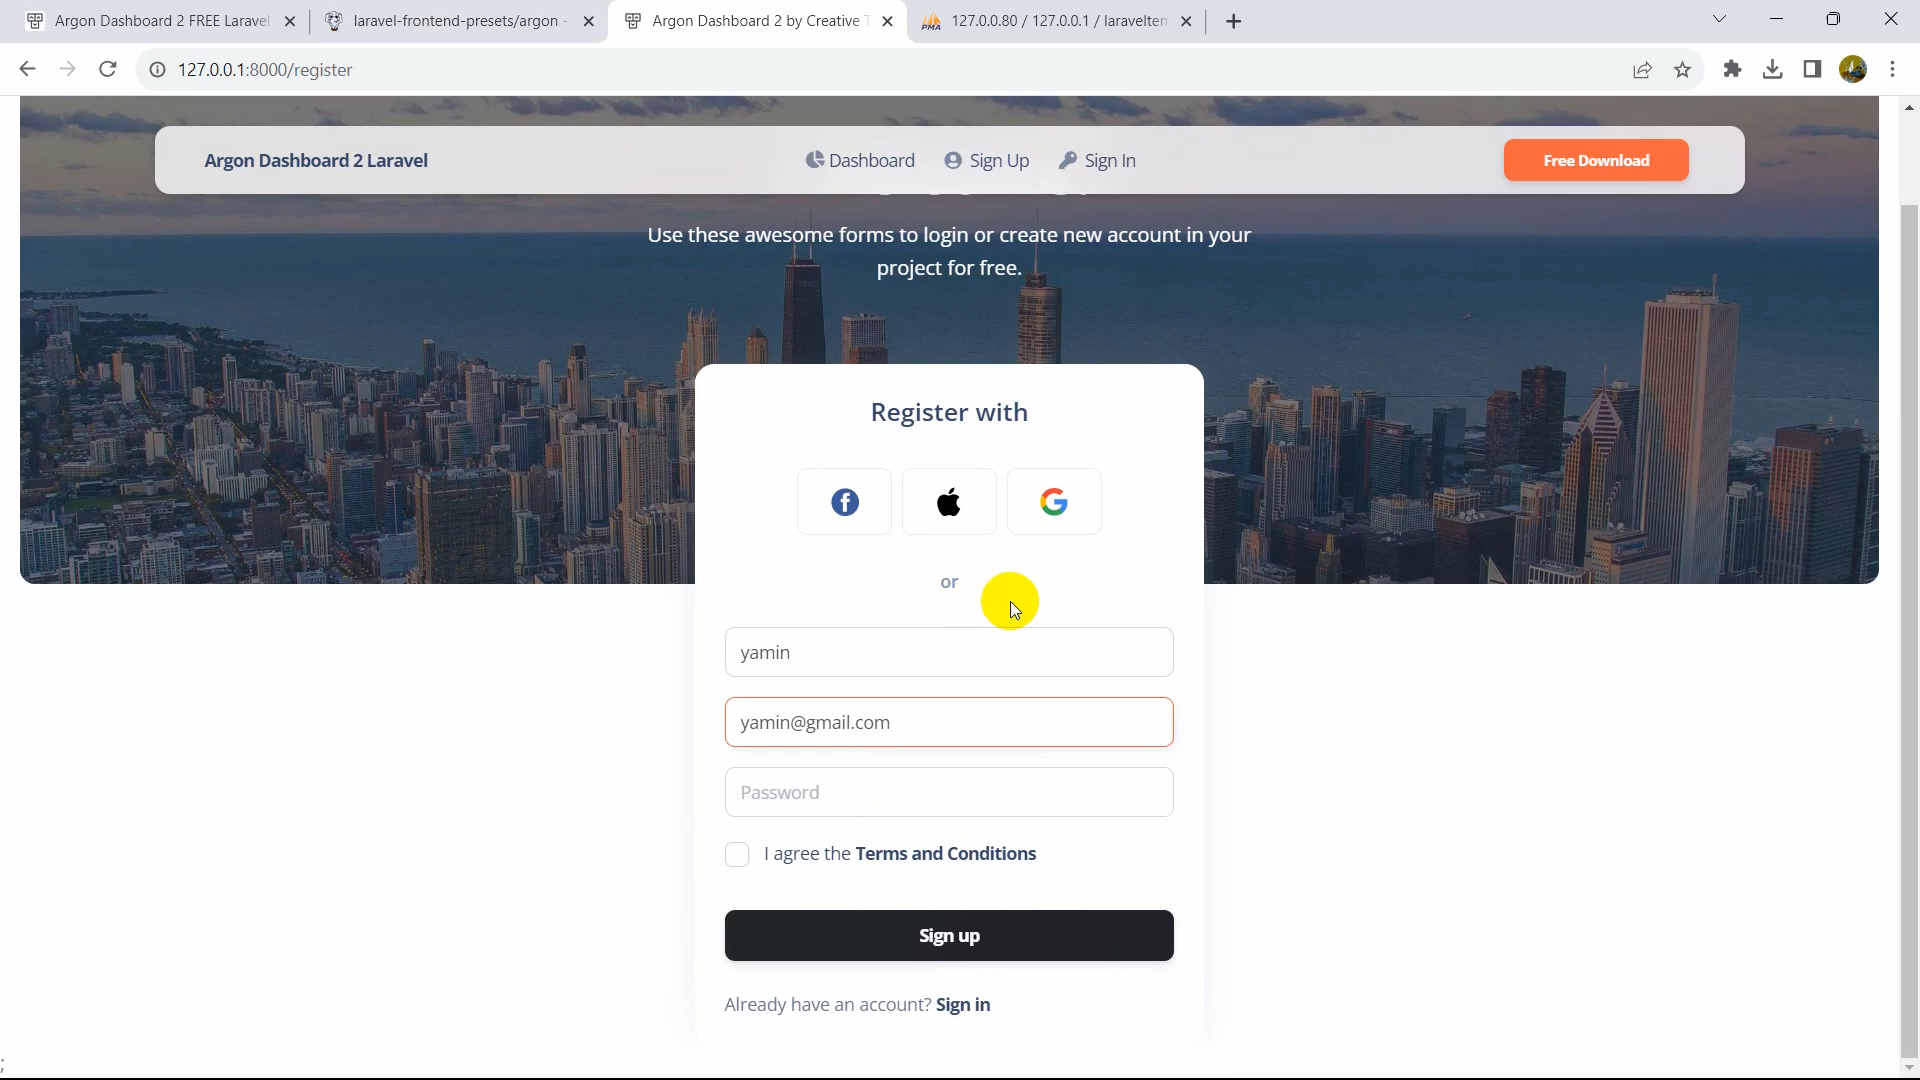 Argon Dashboard 2 FREE Laravel
laravel-frontend-presets/argon -
Argon Dashboard 2 by Creative T
PMA
127.0.0.80 / 127.0.0.1 / laravelter
127.0.0.1:8000/register
Argon Dashboard 2 Laravel
Dashboard
Sign Up
Sign In
Free Download
Use these awesome forms to login or create new account in your
project for free.
Register with
or
yamin
yamin@gmail.com
Password
I agree the Terms and Conditions
Sign up
Already have an account? Sign in
;